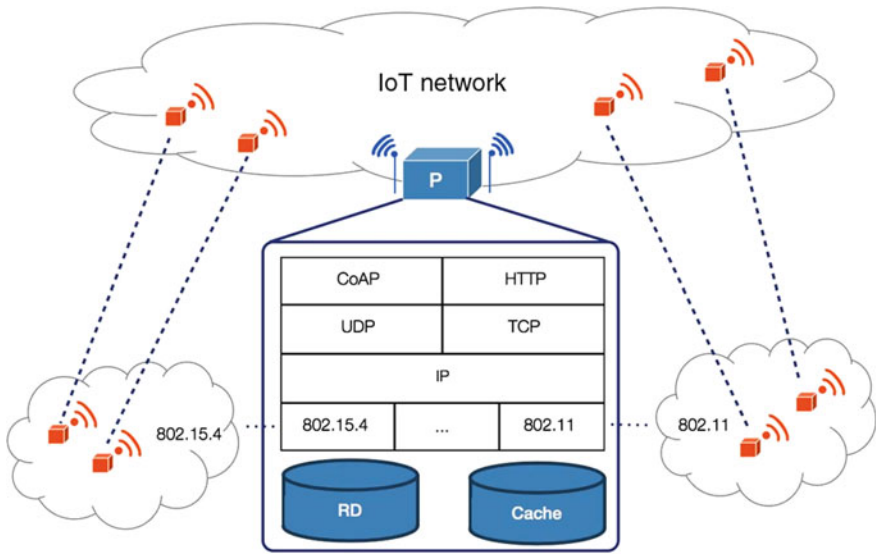 IoT network
P
CoAP HTTP
UDP TCP
IP
802.15.4 802.15.4 ... 802.11 802.11
RD Cache